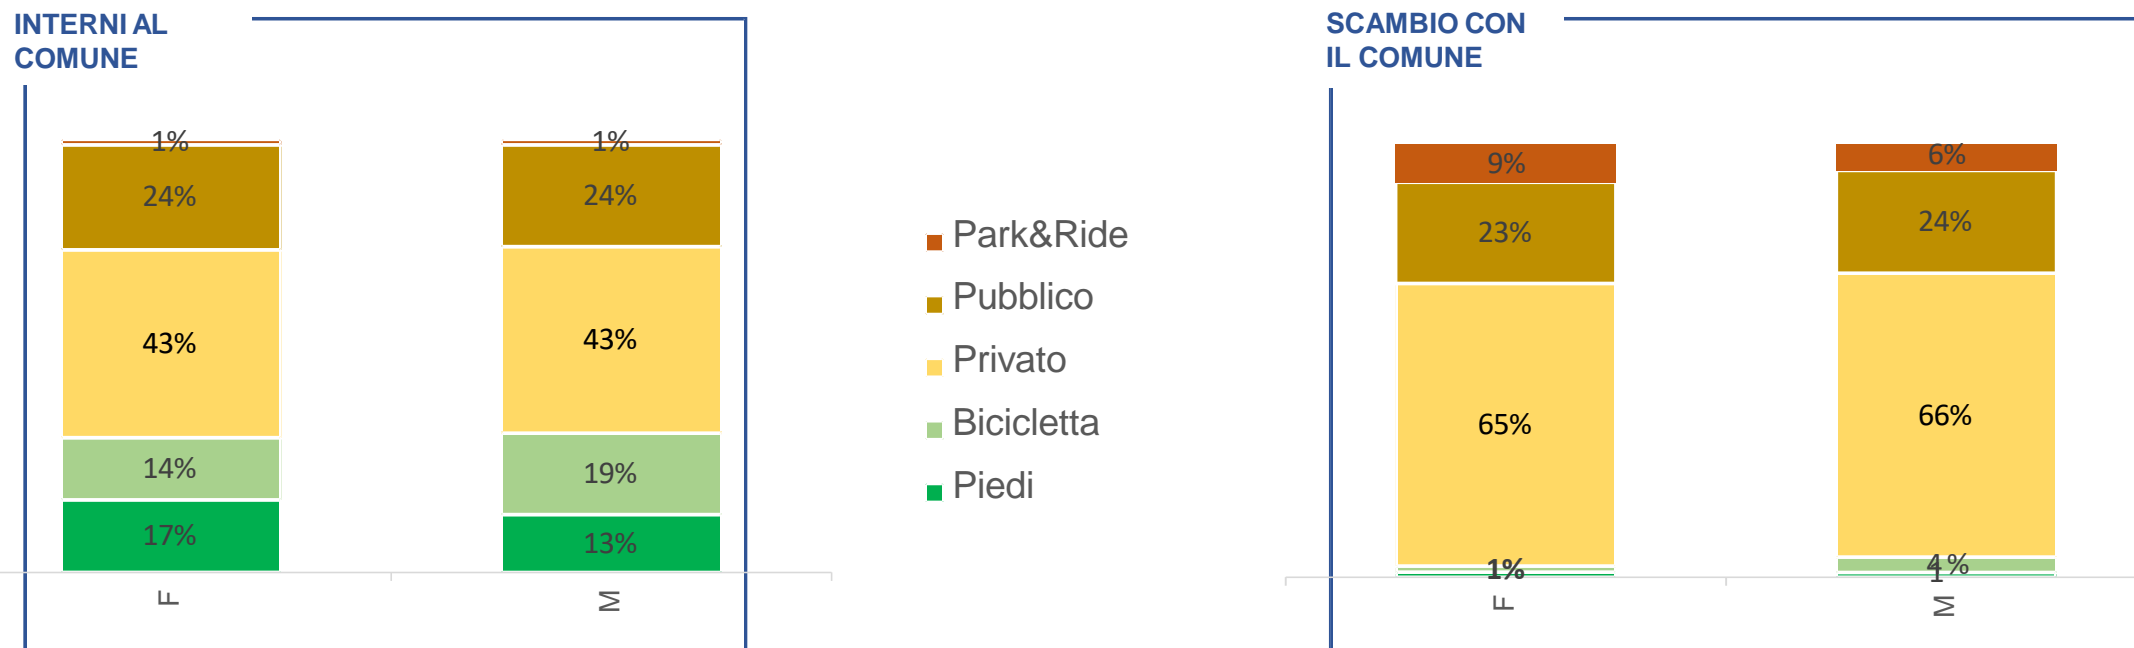 INTERNI AL
COMUNE
1%
1%
24%
24%
43%
43%
14%
19%
17%
13%
F
M
Park&Ride
Pubblico
Privato
Bicicletta
Piedi
SCAMBIO CON
IL COMUNE
9%
6%
23%
24%
65%
66%
1%
4%
1
F
M